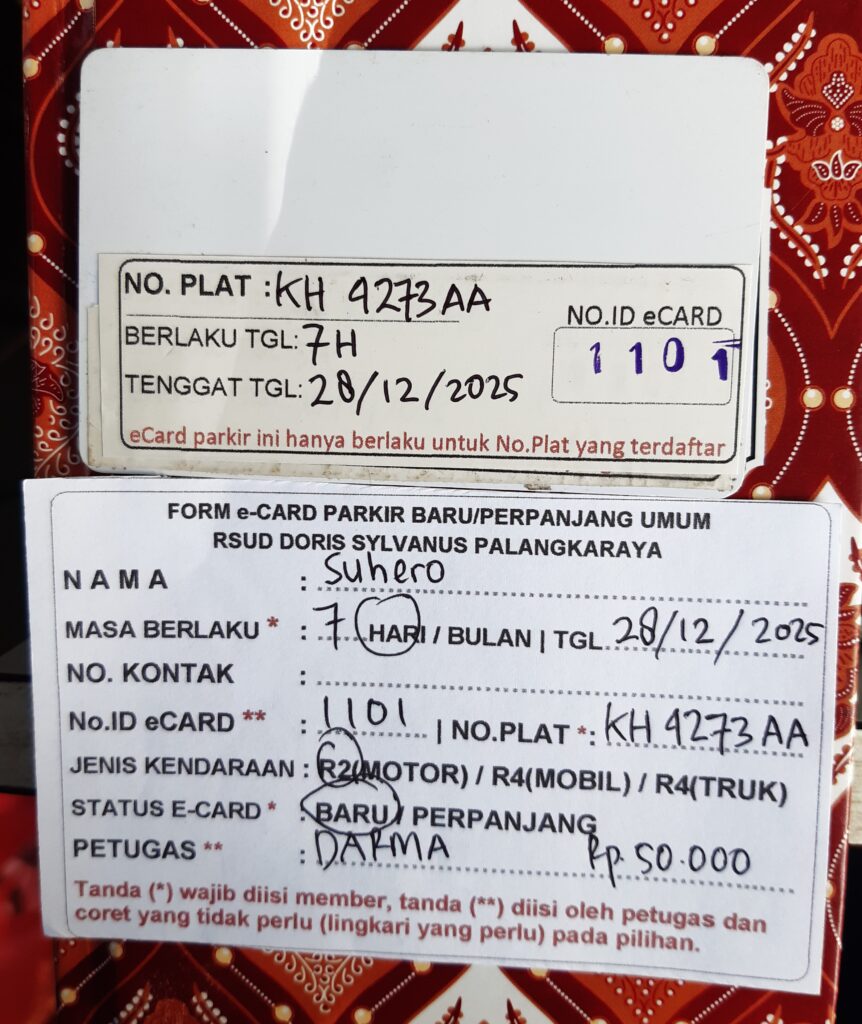 NO. PLAT : KH 4273 AA
NO.ID eCARD
BERLAKU TGL: 7H
1101
TENGGAT TGL: 28/12/2025
eCard parkir ini hanya berlaku untuk No.Plat yang terdaftar
FORM e-CARD PARKIR BARU/PERPANJANG UMUM
RSUD DORIS SYLVANUS PALANGKARAYA
NAMA : Suhero
MASA BERLAKU * : 7 HARI / BULAN | TGL 28/12/2025
NO. KONTAK :
No.ID eCARD ** : 1101 | NO.PLAT *: KH 4273 AA
JENIS KENDARAAN : R2(MOTOR) / R4(MOBIL) / R4(TRUK)
STATUS E-CARD * : BARU / PERPANJANG
PETUGAS ** : DARMA Rp. 50.000
Tanda (*) wajib diisi member, tanda (**) diisi oleh petugas dan
coret yang tidak perlu (lingkari yang perlu) pada pilihan.